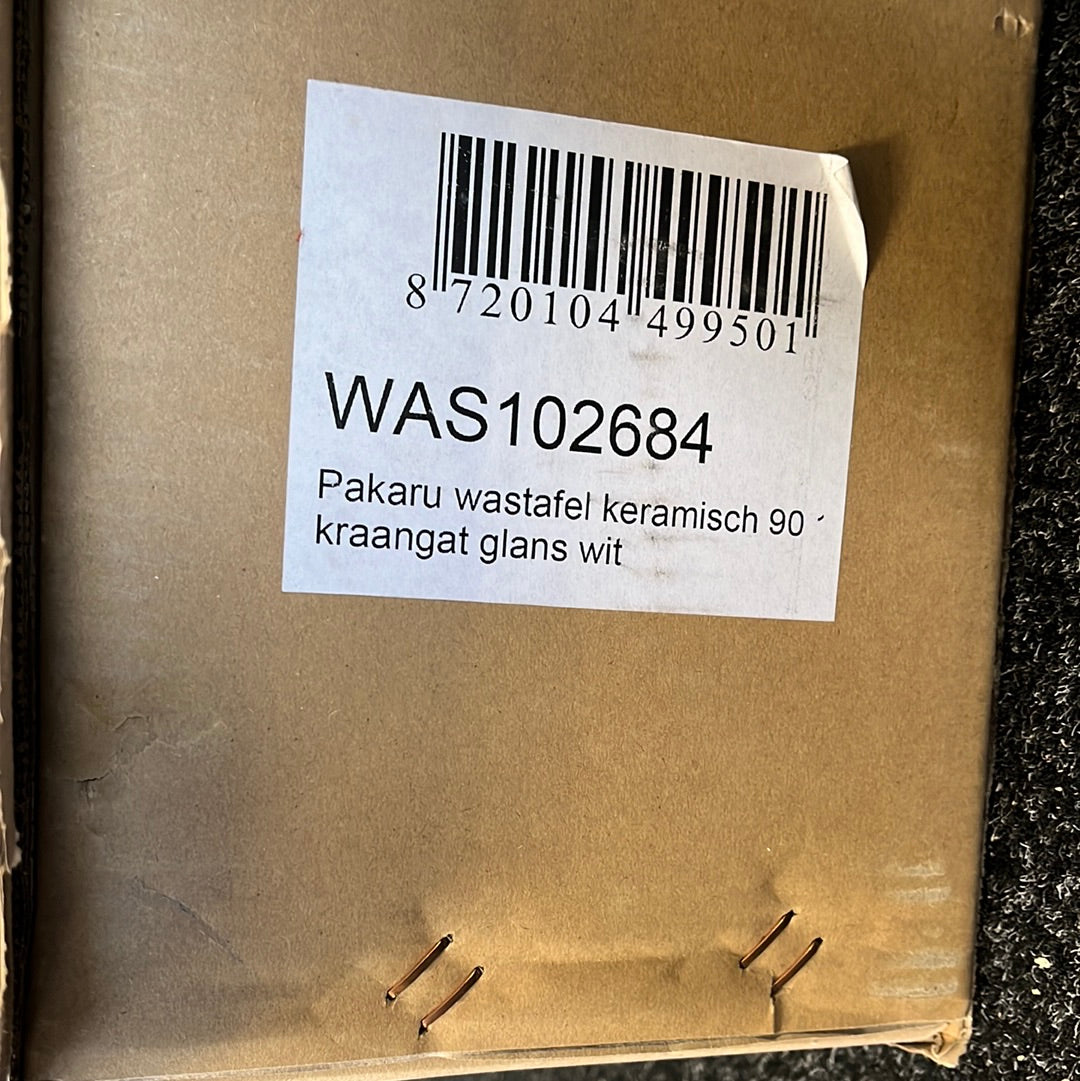 8 720104 499501
WAS102684
Pakaru wastafel keramisch 90
kraangat glans wit